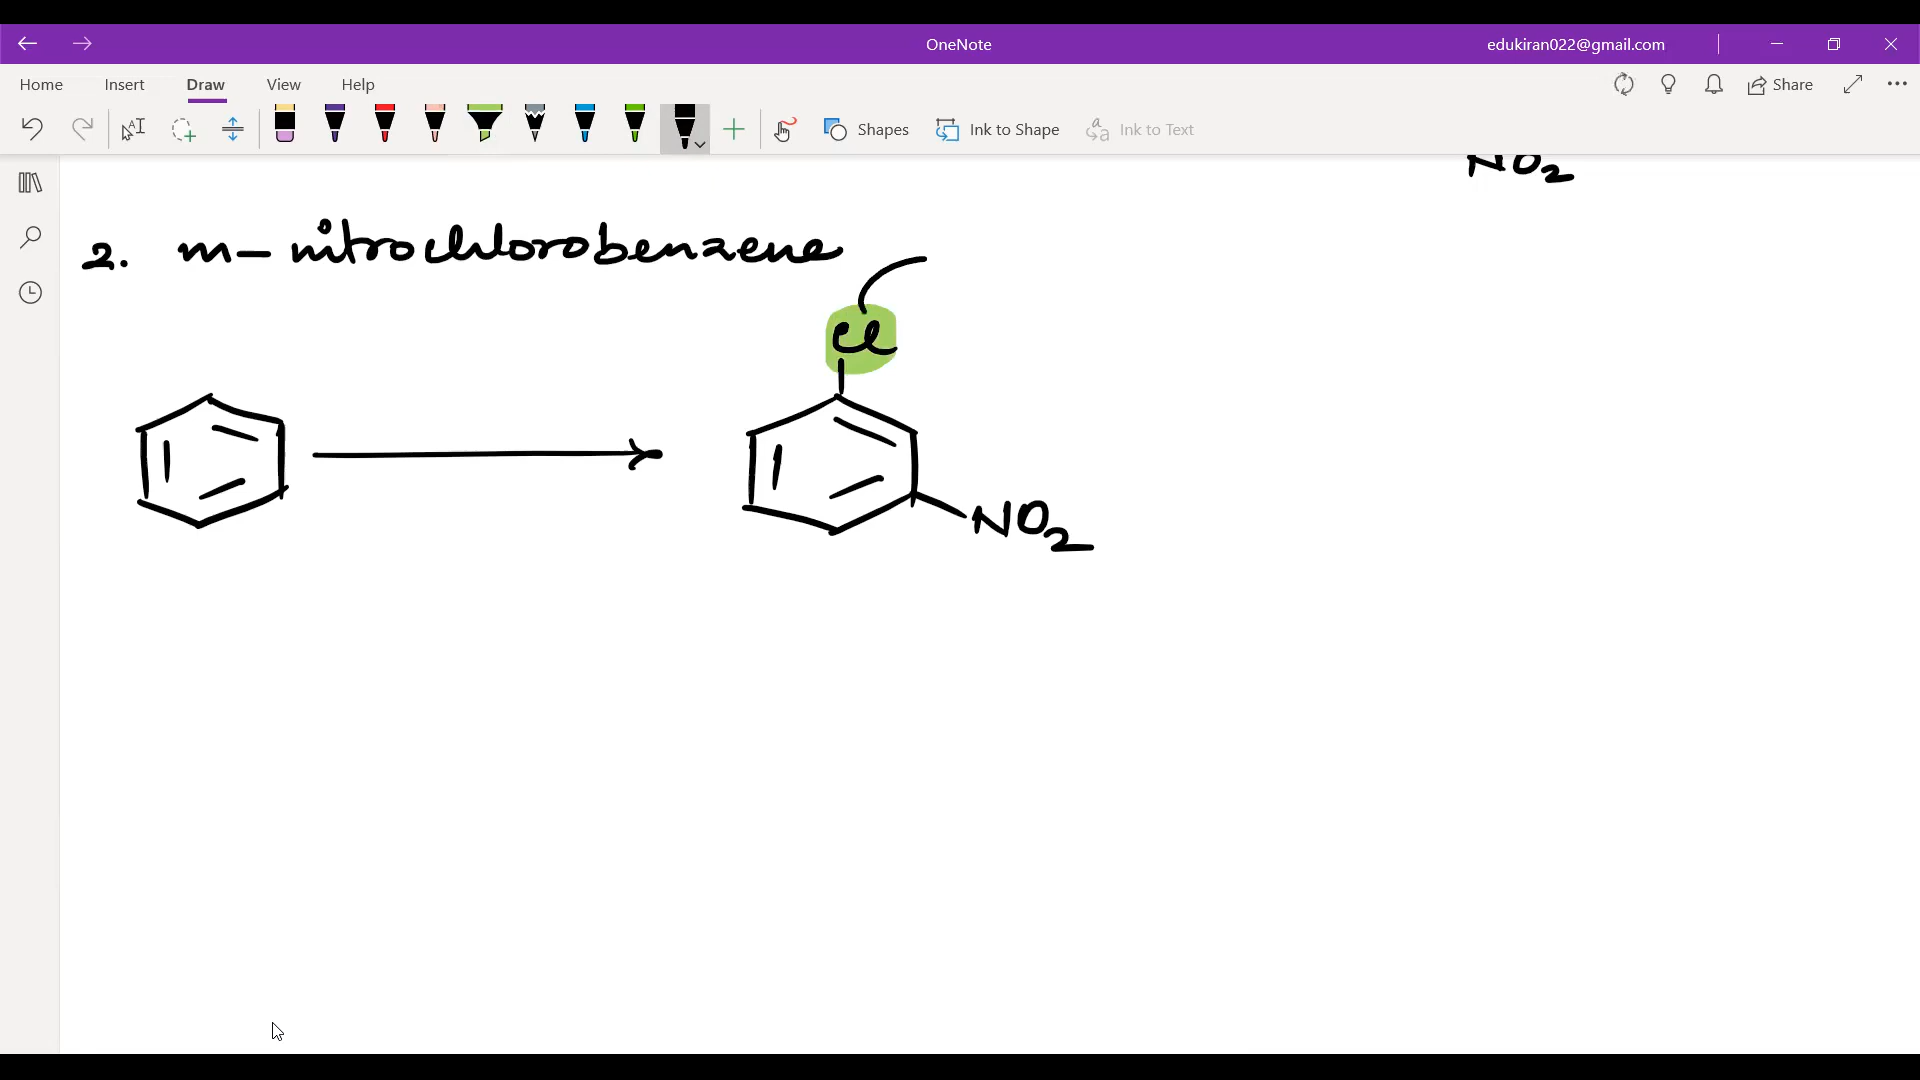 OneNote
edukiran022@gmail.com
Home Insert Draw View Help
Share
Shapes
Ink to Shape
Ink to Text
NO2
2. m-nitrochlorobenzene
Cl
NO2